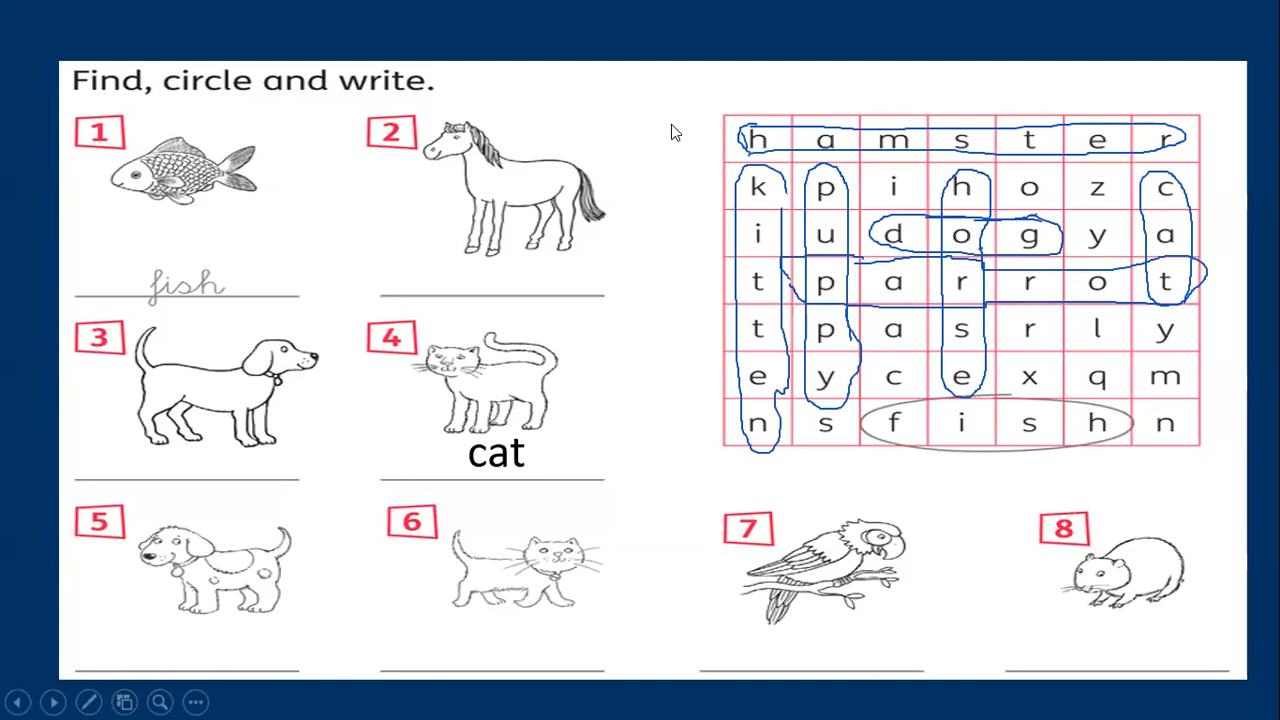 Find, circle and write.
1
2
fish
3
4
cat
5
6
7
8
h a m s t e r
k p i h o z c
i u d o g y a
t p a r r o t
t p a s r l y
e y c e x q m
n s f i s h n